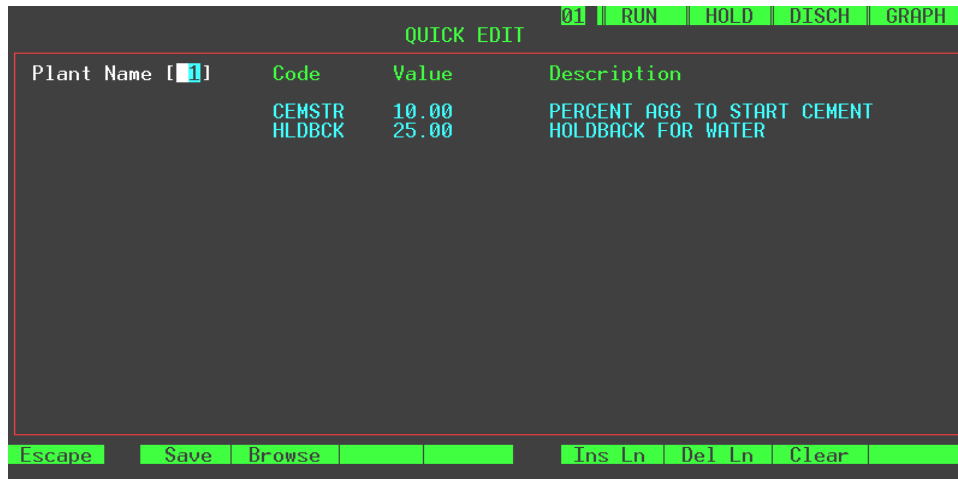 01 RUN HOLD DISCH GRAPH
QUICK EDIT
Plant Name [ 1] Code Value Description
CEMSTR 10.00 PERCENT AGG TO START CEMENT
HLDBCK 25.00 HOLDBACK FOR WATER
Escape Save Browse Ins Ln Del Ln Clear